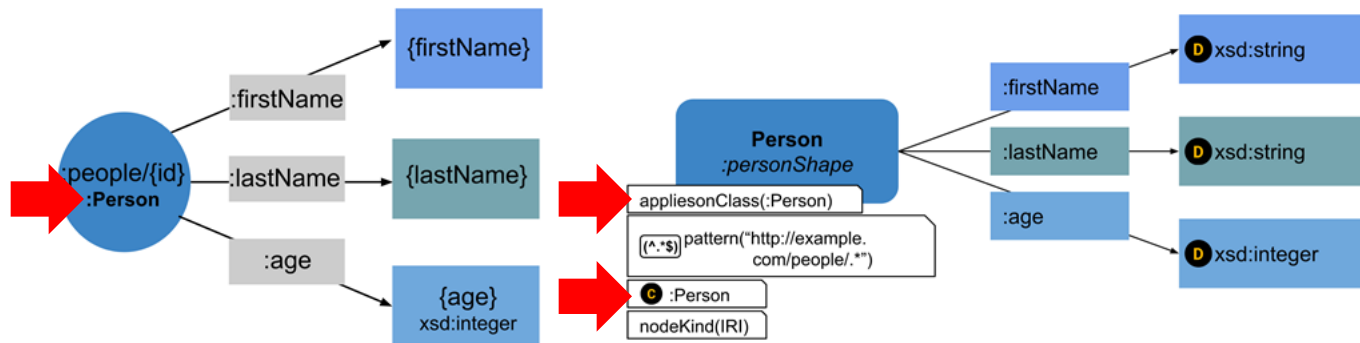 {firstName}
:firstName
:people/{id}
:Person
:lastName
{lastName}
:age
{age}
xsd:integer
Person
:personShape
appliesonClass(:Person)
(^.*$) pattern("http://example.
com/people/.*")
C :Person
nodeKind(IRI)
:firstName
D xsd:string
:lastName
D xsd:string
:age
D xsd:integer